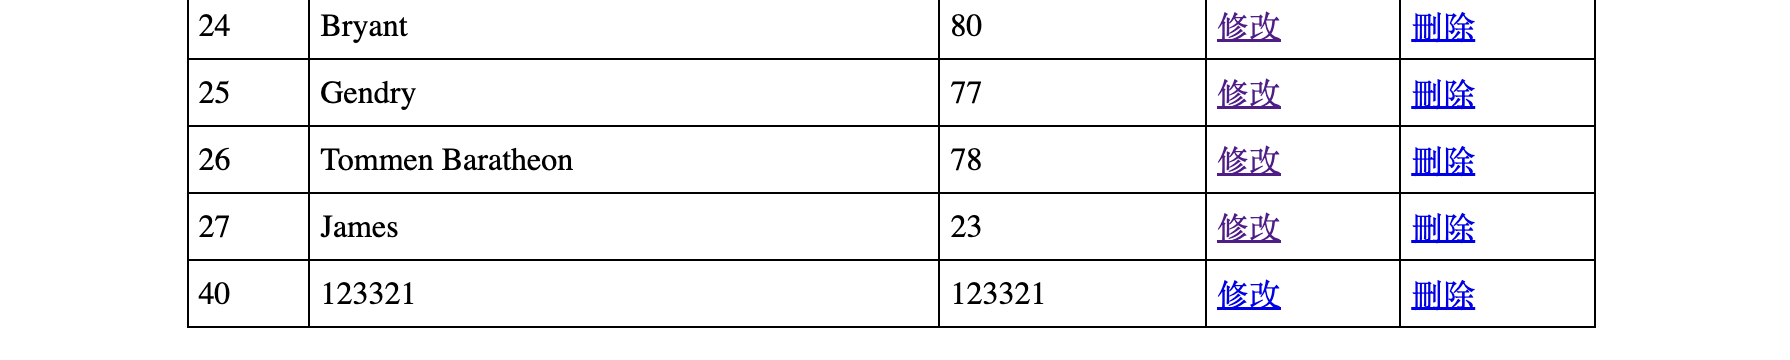 24 Bryant 80 修改 删除
25 Gendry 77 修改 删除
26 Tommen Baratheon 78 修改 删除
27 James 23 修改 删除
40 123321 123321 修改 删除